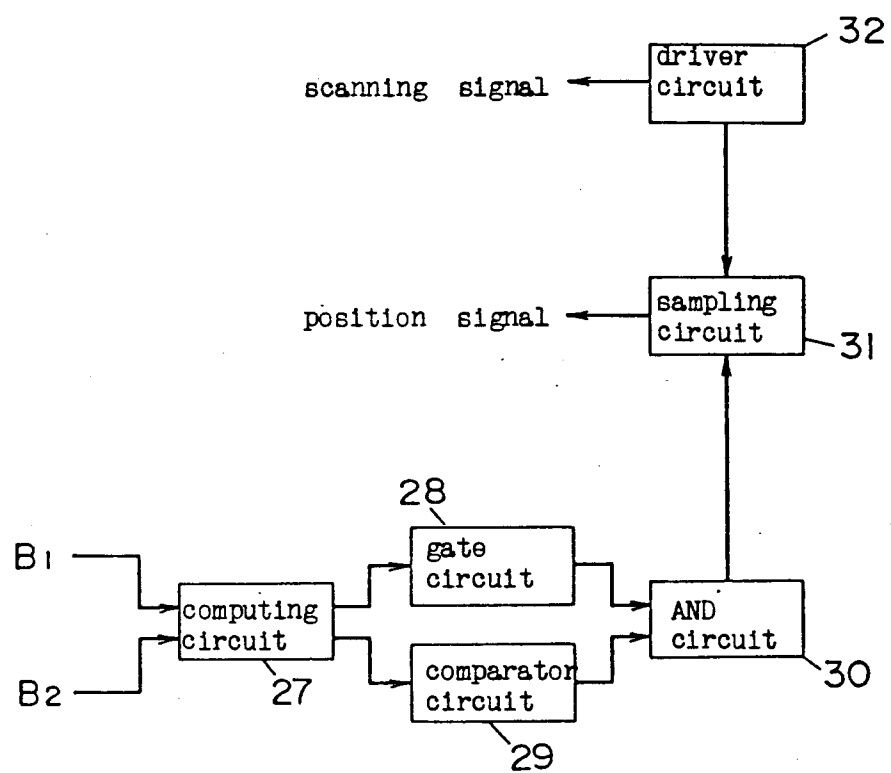 32
driver
circuit
scanning signal
sampling
circuit
position signal
31
28
gate
circuit
B1
computing
circuit
AND
circuit
27
30
B2
comparator
circuit
29